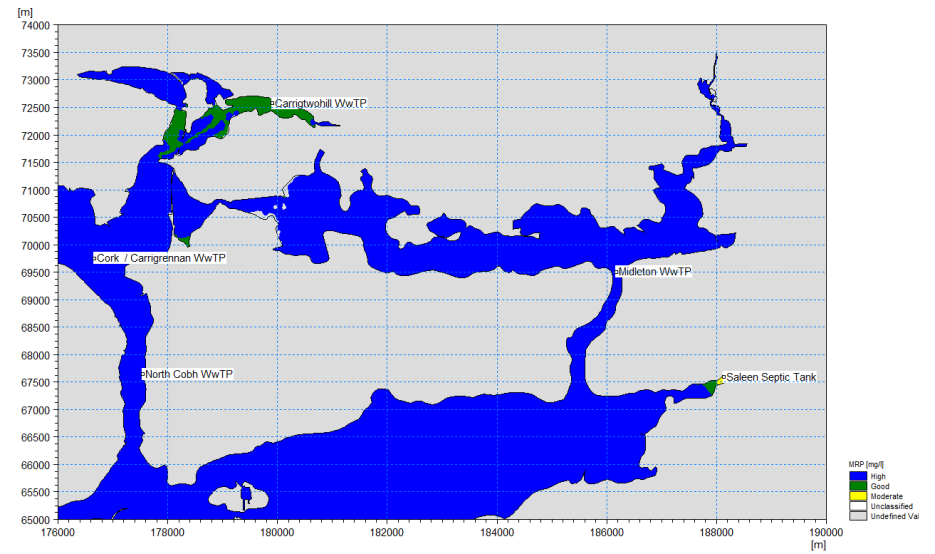 [m]
74000
73500
73000
72500
72000
71500
71000
70500
70000
69500
69000
68500
68000
67500
67000
66500
66000
65500
65000
Carrigtwohill WwTP
Cork / Carrigrennan WwTP
Midleton WwTP
North Cobh WwTP
Saleen Septic Tank
176000 178000 180000 182000 184000 186000 188000 190000
[m]
MRP [mg/l]
High
Good
Moderate
Unclassified
Undefined Val